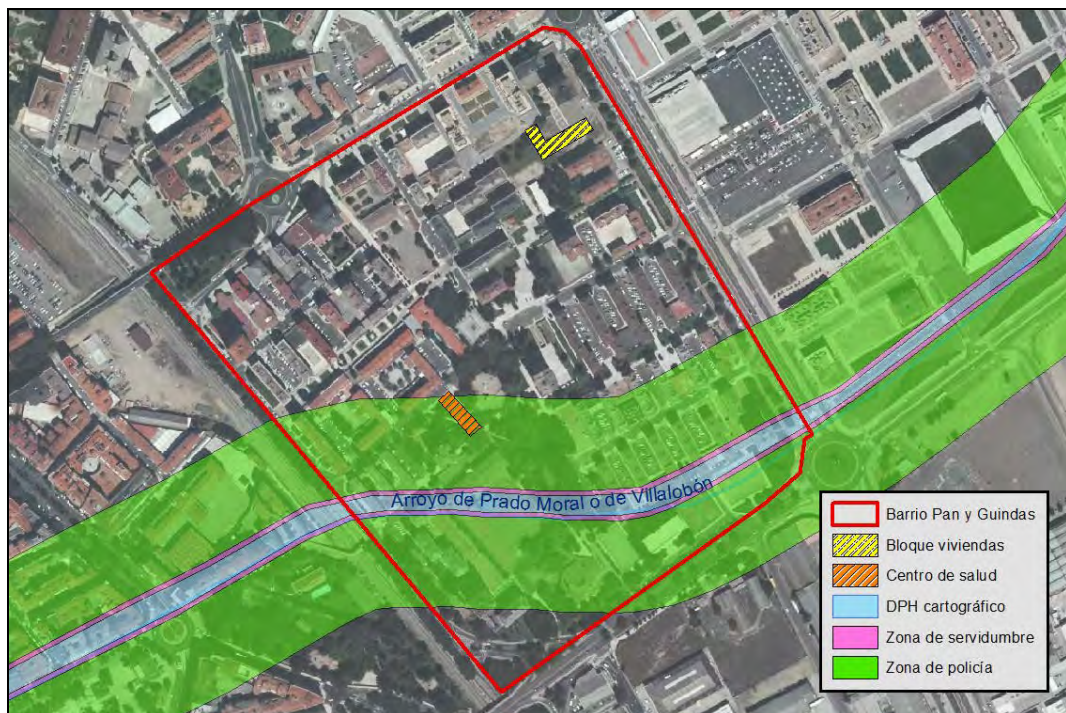 Arroyo de Prado Moral o de Villalobón
Barrio Pan y Guindas
Bloque viviendas
Centro de salud
DPH cartográfico
Zona de servidumbre
Zona de policía